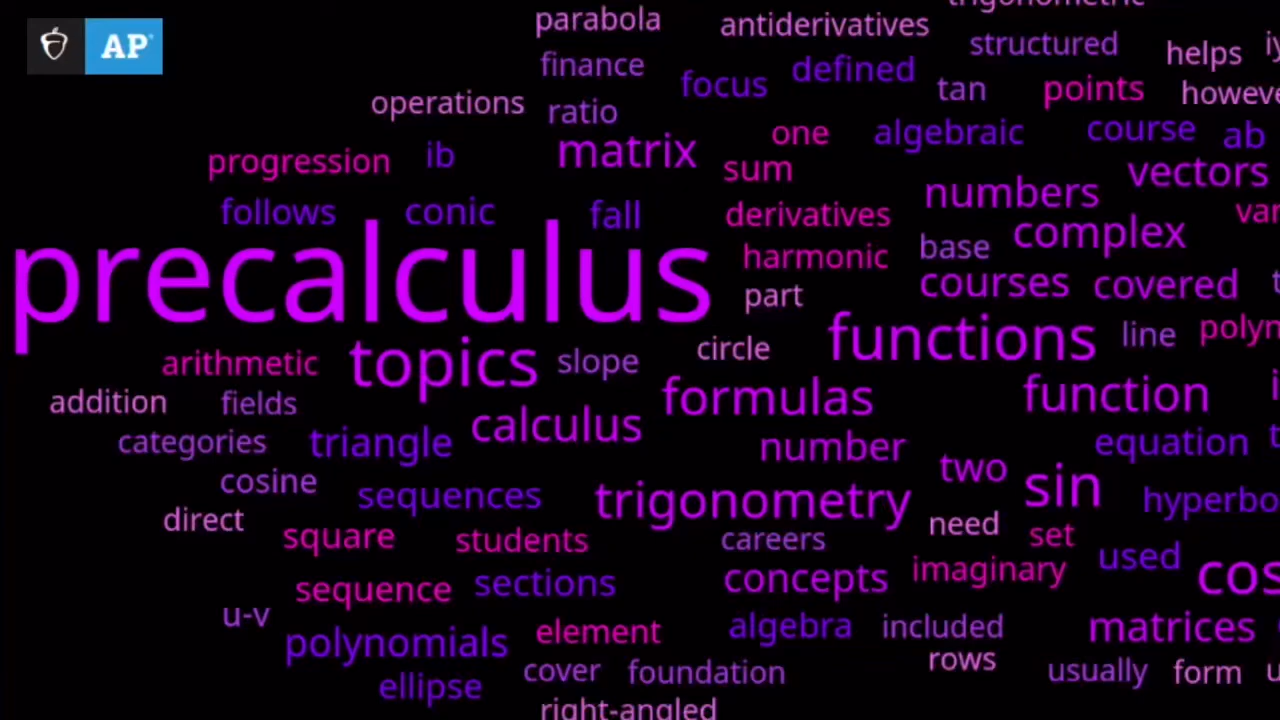 AP
parabola antiderivatives
structured helps
finance focus defined
tan points
operations ratio
one algebraic course ab
progression ib matrix
sum vectors
numbers
follows conic fall derivatives
complex
harmonic base
precalculus
part courses covered
functions line
arithmetic topics slope circle
addition fields formulas function
categories triangle calculus number equation
cosine sequences trigonometry two sin
direct square students careers need set
used
sequence sections concepts imaginary
u-v polynomials element algebra included matrices
ellipse cover foundation rows usually form
right-angled